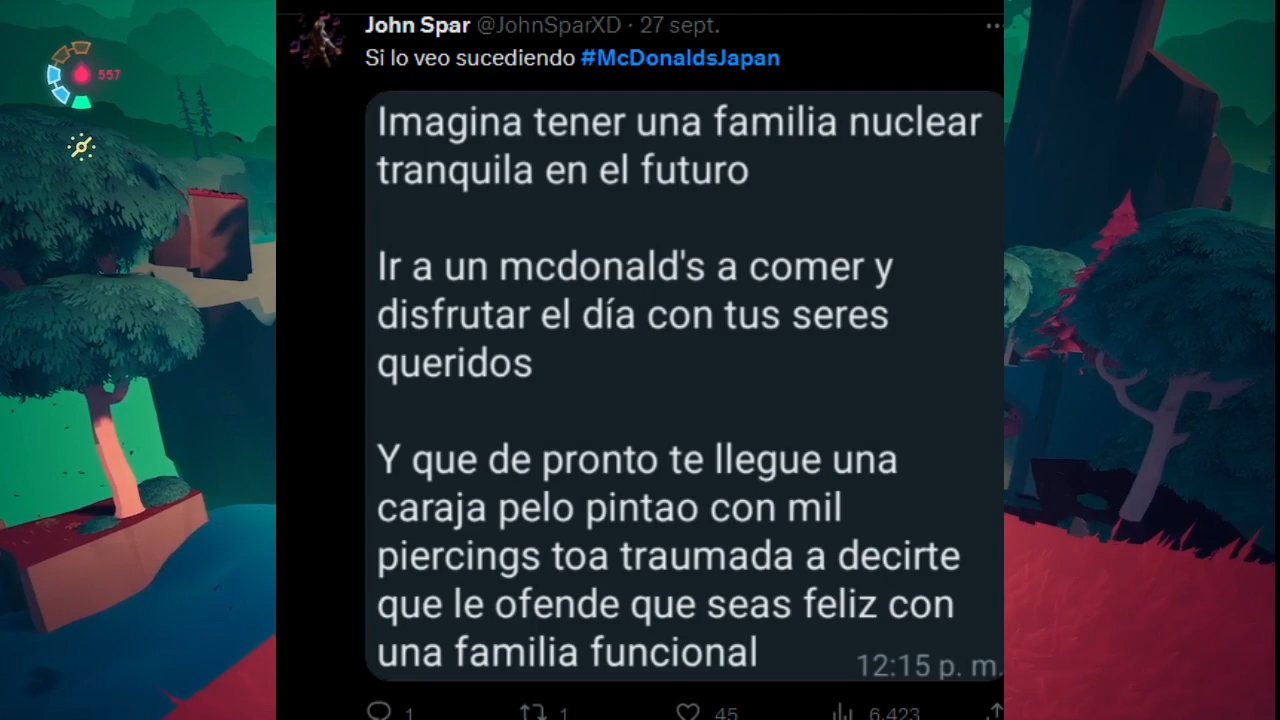 John Spar @JohnSparXD · 27 sept.
Si lo veo sucediendo #McDonaldsJapan
557
Imagina tener una familia nuclear
tranquila en el futuro
Ir a un mcdonald's a comer y
disfrutar el día con tus seres
queridos
Y que de pronto te llegue una
caraja pelo pintao con mil
piercings toa traumada a decirte
que le ofende que seas feliz con
una familia funcional
12:15 p. m.
1 1 45 6.423